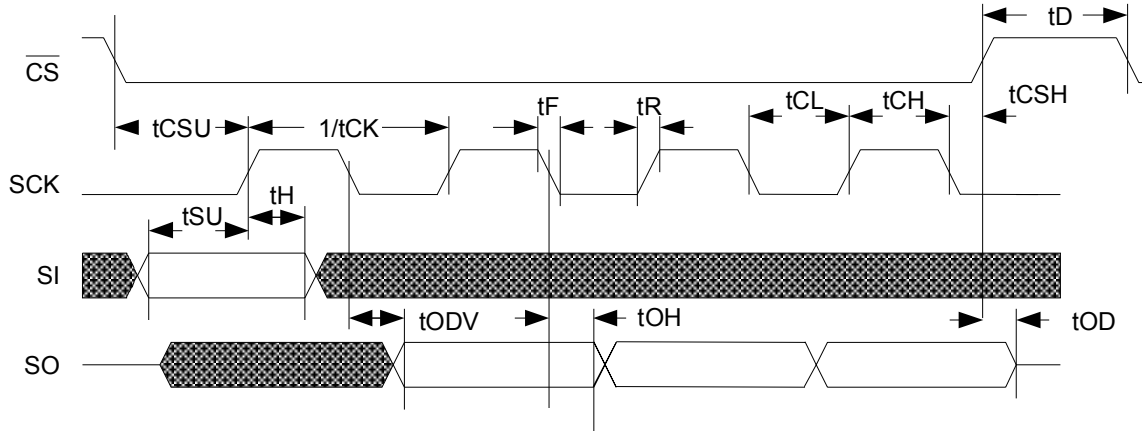 tD
CS
tF
tR
tCL
tCH
tCSH
tCSU
1/tCK
SCK
tH
tSU
SI
tODV
tOH
tOD
SO